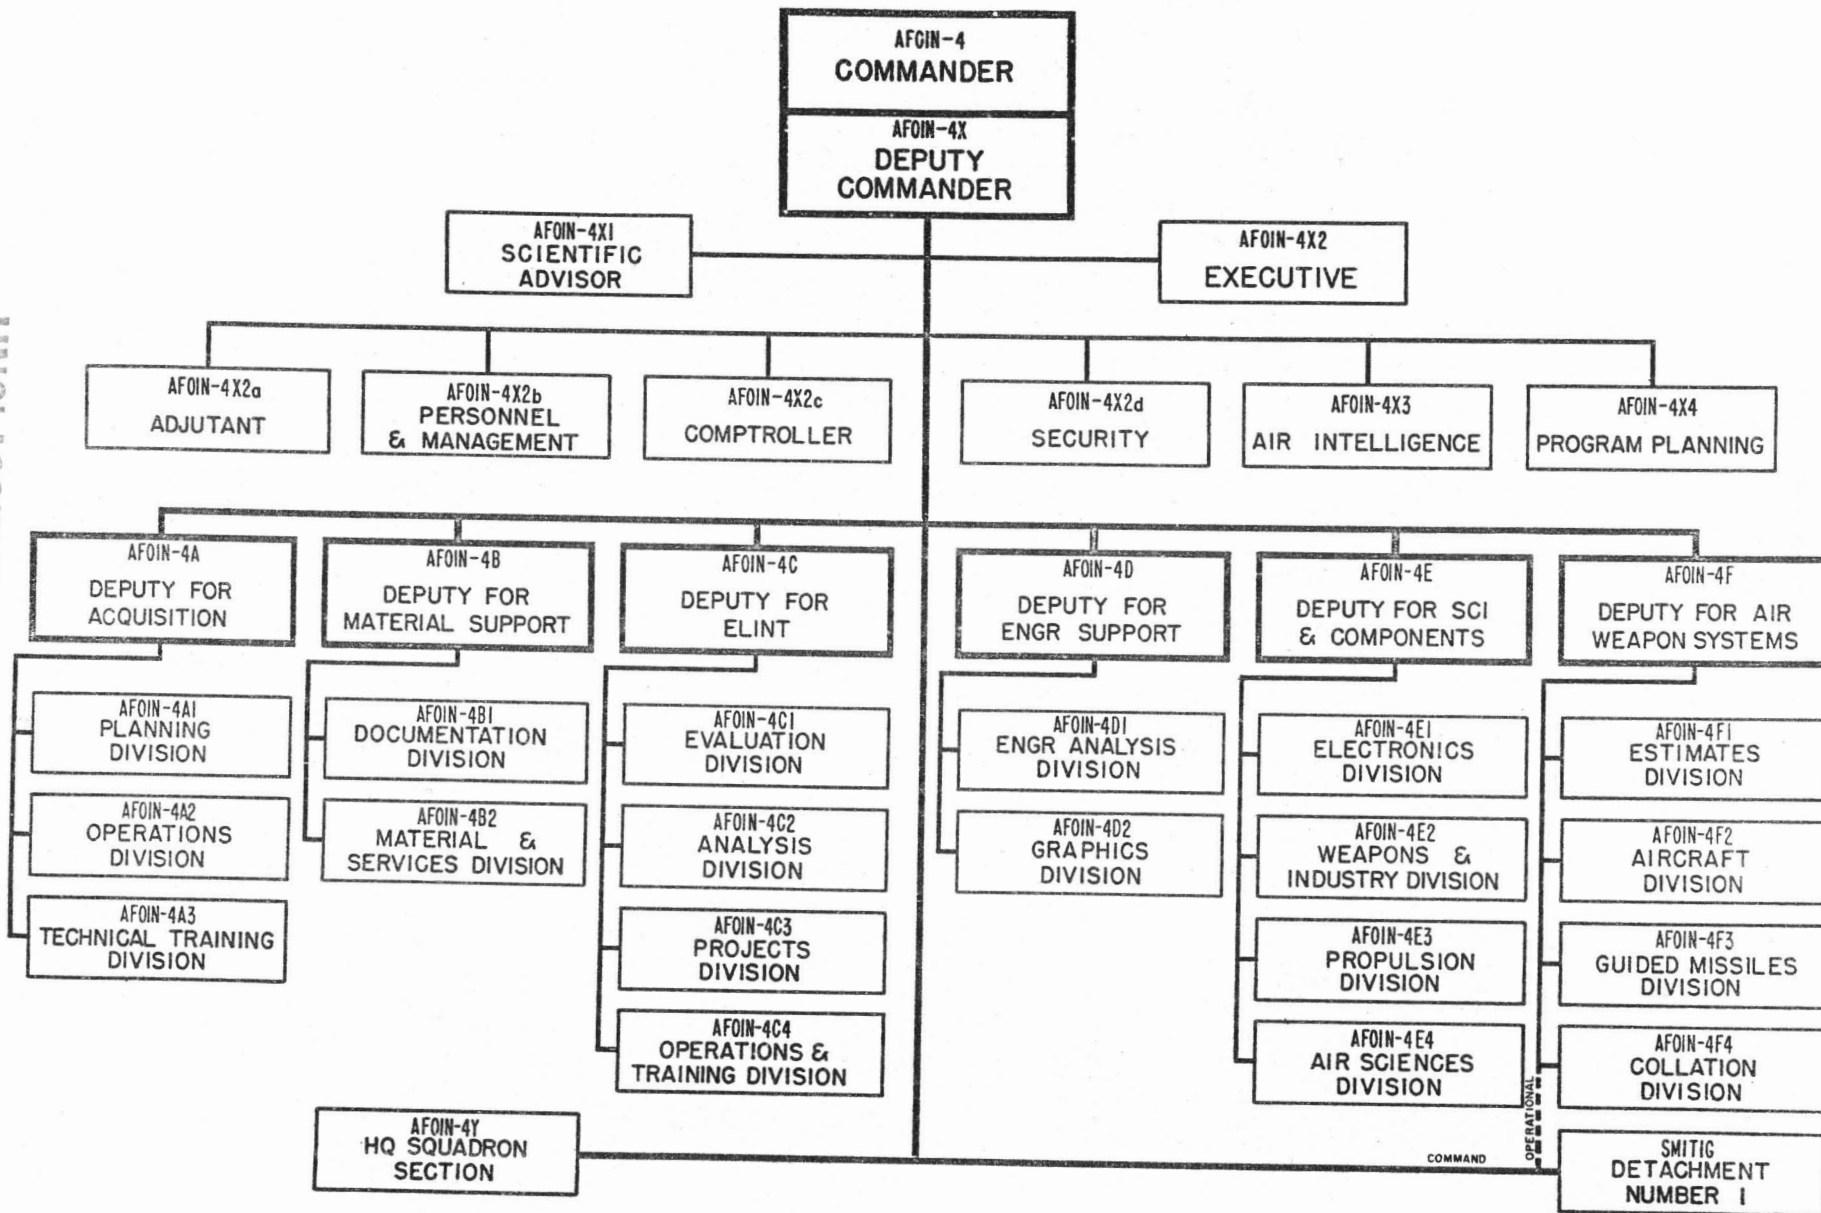 AFOIN-4
COMMANDER
AFOIN-4X
DEPUTY
COMMANDER
AFOIN-4X1
SCIENTIFIC
ADVISOR
AFOIN-4X2
EXECUTIVE
AFOIN-4X2a
ADJUTANT
AFOIN-4X2b
PERSONNEL
& MANAGEMENT
AFOIN-4X2c
COMPTROLLER
AFOIN-4X2d
SECURITY
AFOIN-4X3
AIR INTELLIGENCE
AFOIN-4X4
PROGRAM PLANNING
AFOIN-4A
DEPUTY FOR
ACQUISITION
AFOIN-4A1
PLANNING
DIVISION
AFOIN-4A2
OPERATIONS
DIVISION
AFOIN-4A3
TECHNICAL TRAINING
DIVISION
AFOIN-4B
DEPUTY FOR
MATERIAL SUPPORT
AFOIN-4B1
DOCUMENTATION
DIVISION
AFOIN-4B2
MATERIAL &
SERVICES DIVISION
AFOIN-4C
DEPUTY FOR
ELINT
AFOIN-4C1
EVALUATION
DIVISION
AFOIN-4C2
ANALYSIS
DIVISION
AFOIN-4C3
PROJECTS
DIVISION
AFOIN-4C4
OPERATIONS &
TRAINING DIVISION
AFOIN-4D
DEPUTY FOR
ENGR SUPPORT
AFOIN-4D1
ENGR ANALYSIS
DIVISION
AFOIN-4D2
GRAPHICS
DIVISION
AFOIN-4E
DEPUTY FOR SCI
& COMPONENTS
AFOIN-4E1
ELECTRONICS
DIVISION
AFOIN-4E2
WEAPONS &
INDUSTRY DIVISION
AFOIN-4E3
PROPULSION
DIVISION
AFOIN-4E4
AIR SCIENCES
DIVISION
AFOIN-4F
DEPUTY FOR AIR
WEAPON SYSTEMS
AFOIN-4F1
ESTIMATES
DIVISION
AFOIN-4F2
AIRCRAFT
DIVISION
AFOIN-4F3
GUIDED MISSILES
DIVISION
AFOIN-4F4
COLLATION
DIVISION
AFOIN-4Y
HQ SQUADRON
SECTION
COMMAND
OPERATIONAL
SMITIG
DETACHMENT
NUMBER 1